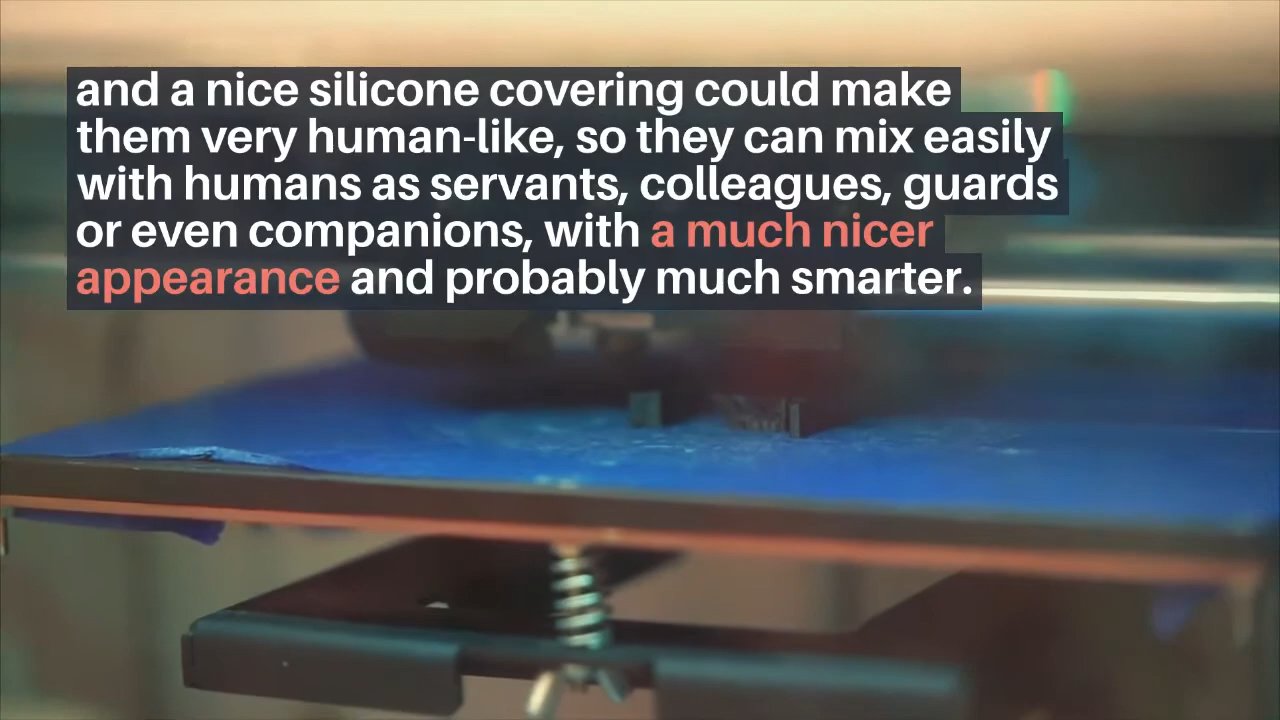 and a nice silicone covering could make
them very human-like, so they can mix easily
with humans as servants, colleagues, guards
or even companions, with a much nicer
appearance and probably much smarter.